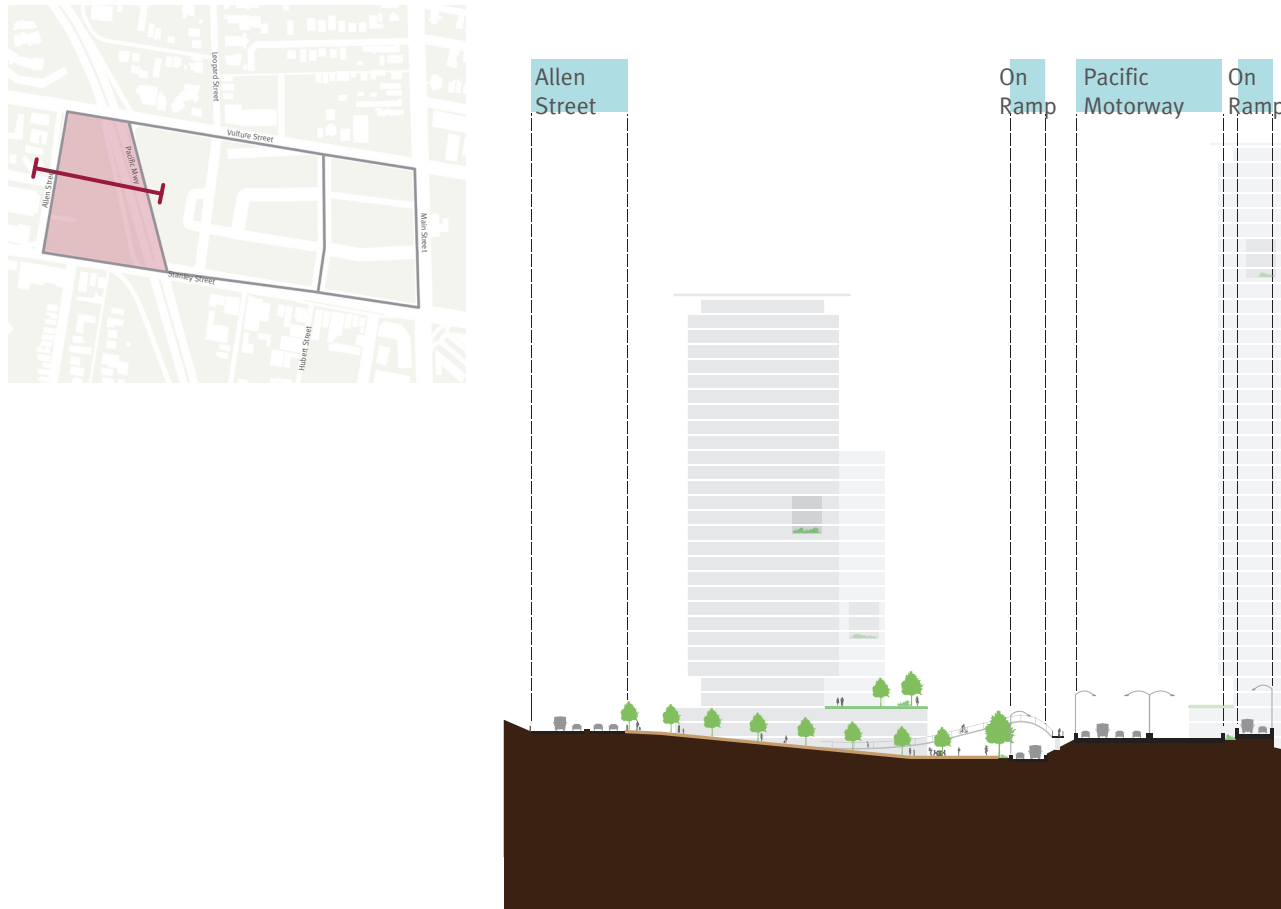 Leopard Street
Vulture Street
Pacific Mwy
Allen Street
Main Street
Stanley Street
Hubert Street
Allen
Street
On
Ramp
Pacific
Motorway
On
Ramp